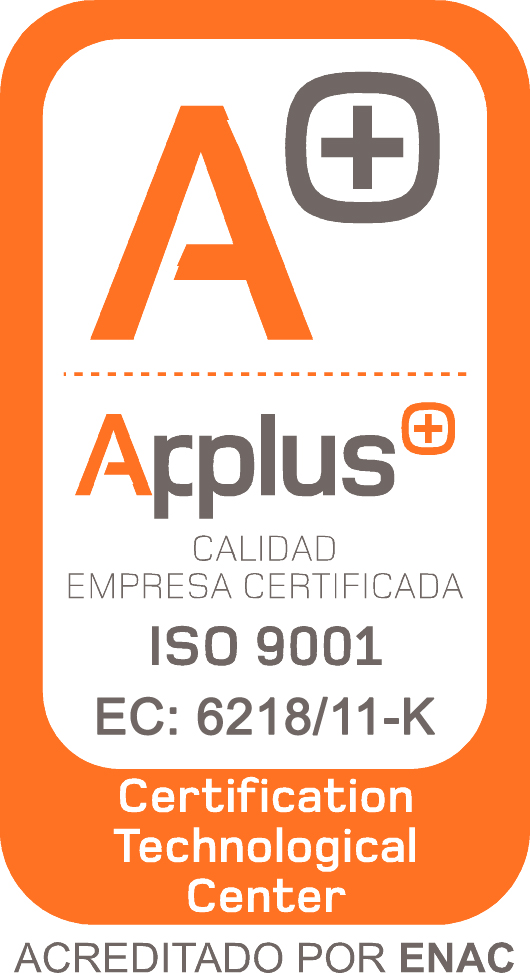 A+
Applus+
CALIDAD
EMPRESA CERTIFICADA
ISO 9001
EC: 6218/11-K
Certification
Technological
Center
ACREDITADO POR ENAC